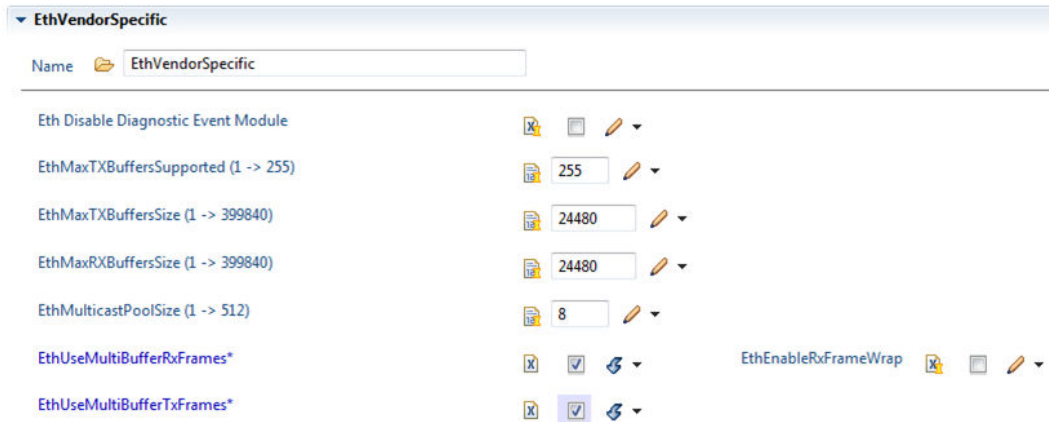 EthVendorSpecific
Name EthVendorSpecific
Eth Disable Diagnostic Event Module
EthMaxTXBuffersSupported (1 -> 255) 255
EthMaxTXBuffersSize (1 -> 399840) 24480
EthMaxRXBuffersSize (1 -> 399840) 24480
EthMulticastPoolSize (1 -> 512) 8
EthUseMultiBufferRxFrames* EthEnableRxFrameWrap
EthUseMultiBufferTxFrames*